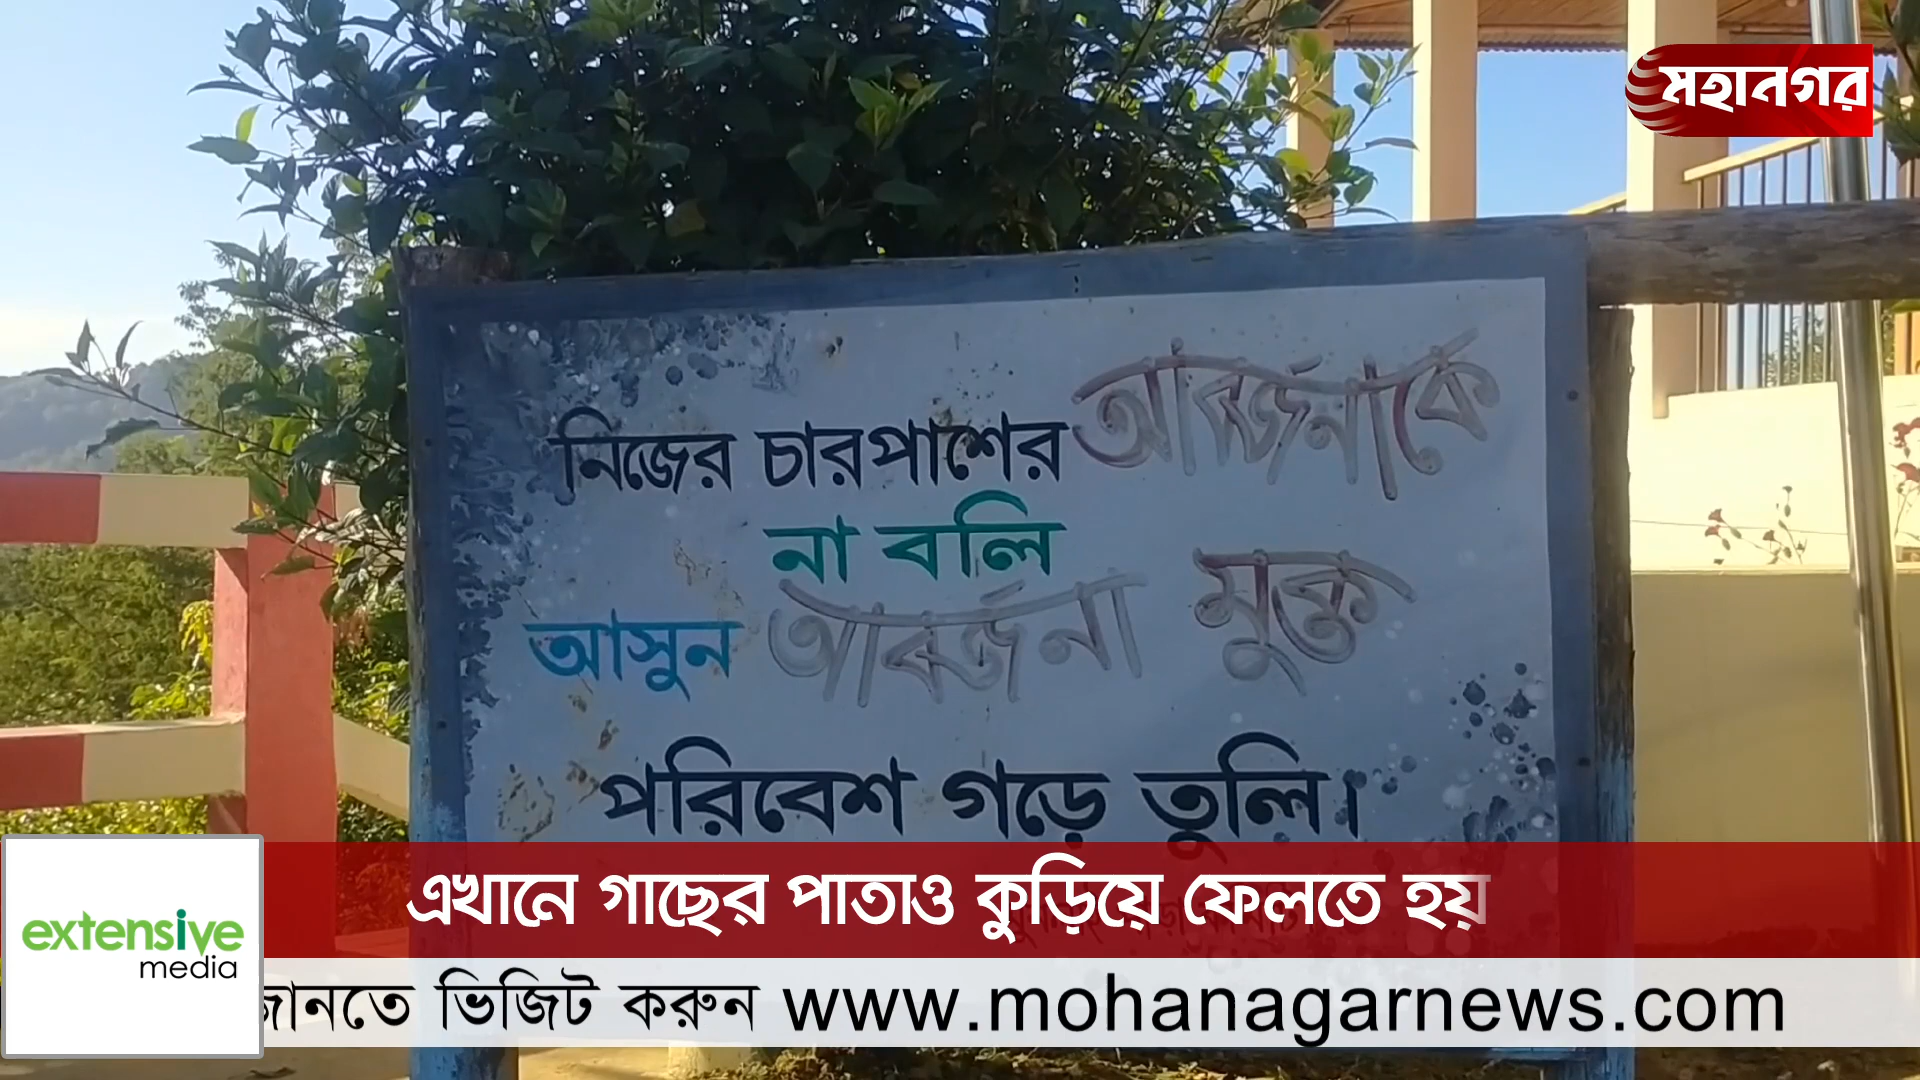 মহানগর
নিজের চারপাশের আবর্জনাকে
না বলি
আসুন আবর্জনা মুক্ত
পরিবেশ গড়ে তুলি।
এখানে গাছের পাতাও কুড়িয়ে ফেলতে হয়
extensive
media
জানতে ভিজিট করুন www.mohanagarnews.com